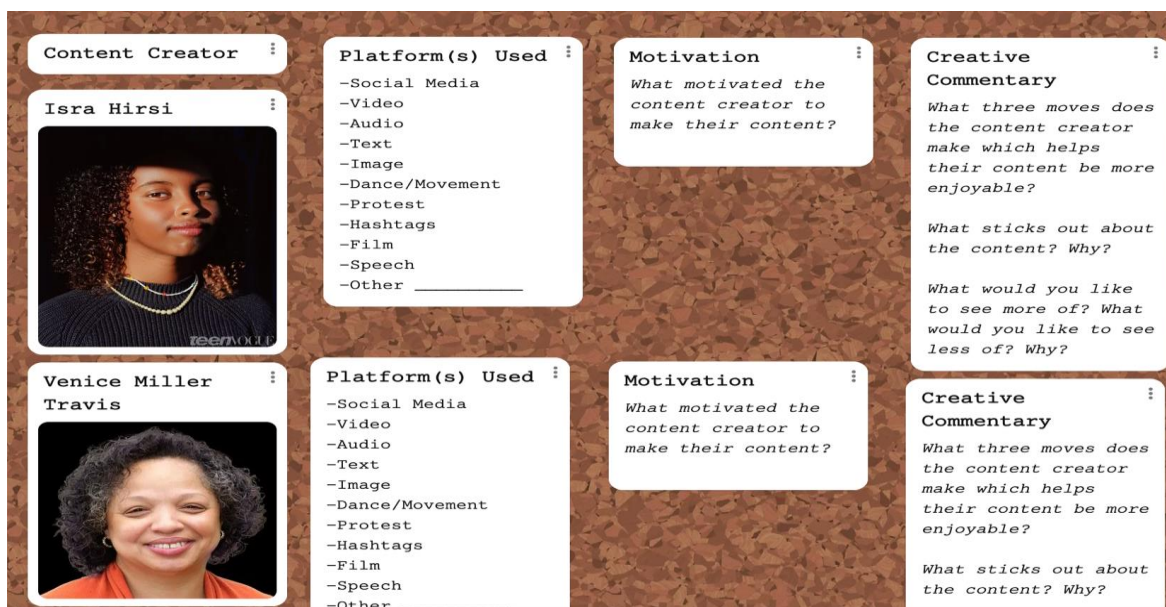 Content Creator
Isra Hirsi
teenVOGUE
Platform(s) Used
-Social Media
-Video
-Audio
-Text
-Image
-Dance/Movement
-Protest
-Hashtags
-Film
-Speech
-Other __________
Motivation
What motivated the
content creator to
make their content?
Creative
Commentary
What three moves does
the content creator
make which helps
their content be more
enjoyable?
What sticks out about
the content? Why?
What would you like
to see more of? What
would you like to see
less of? Why?
Venice Miller
Travis
Platform(s) Used
-Social Media
-Video
-Audio
-Text
-Image
-Dance/Movement
-Protest
-Hashtags
-Film
-Speech
-Other __________
Motivation
What motivated the
content creator to
make their content?
Creative
Commentary
What three moves does
the content creator
make which helps
their content be more
enjoyable?
What sticks out about
the content? Why?